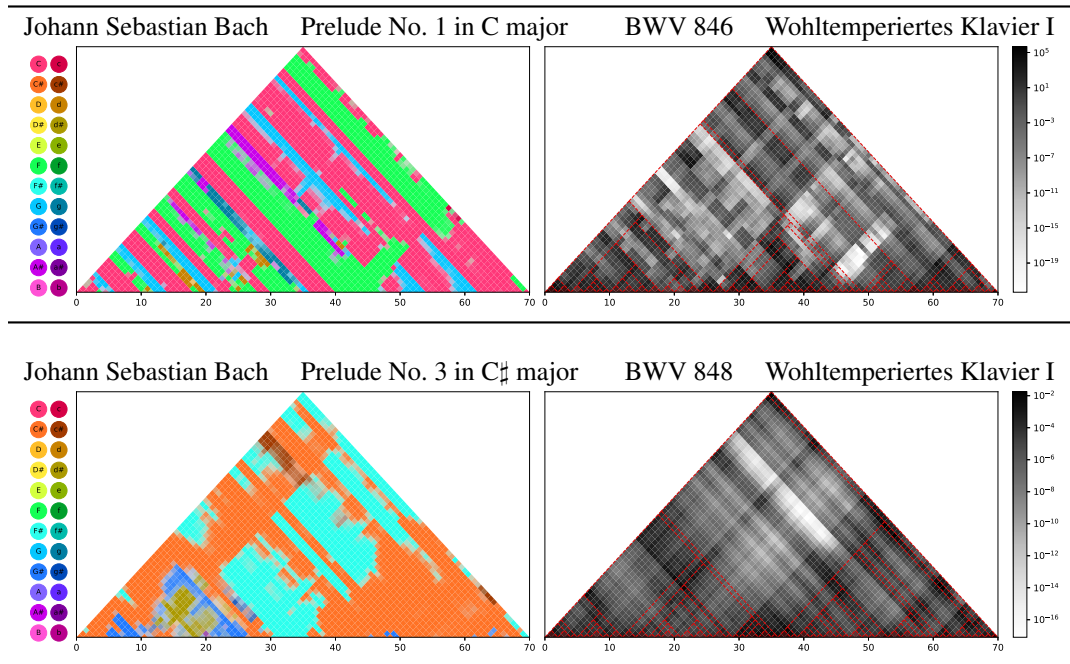 Johann Sebastian Bach Prelude No. 1 in C major BWV 846 Wohltemperiertes Klavier I
C c
C# c#
D d
D# d#
E e
F f
F# f#
G g
G# g#
A a
A# a#
B b
0 10 20 30 40 50 60 70
0 10 20 30 40 50 60 70
10^5
10^-3
10^-7
10^-11
10^-15
10^-19
Johann Sebastian Bach Prelude No. 3 in C♯ major BWV 848 Wohltemperiertes Klavier I
C c
C# c#
D d
D# d#
E e
F f
F# f#
G g
G# g#
A a
A# a#
B b
0 10 20 30 40 50 60 70
0 10 20 30 40 50 60 70
10^-2
10^-4
10^-6
10^-8
10^-10
10^-12
10^-14
10^-16